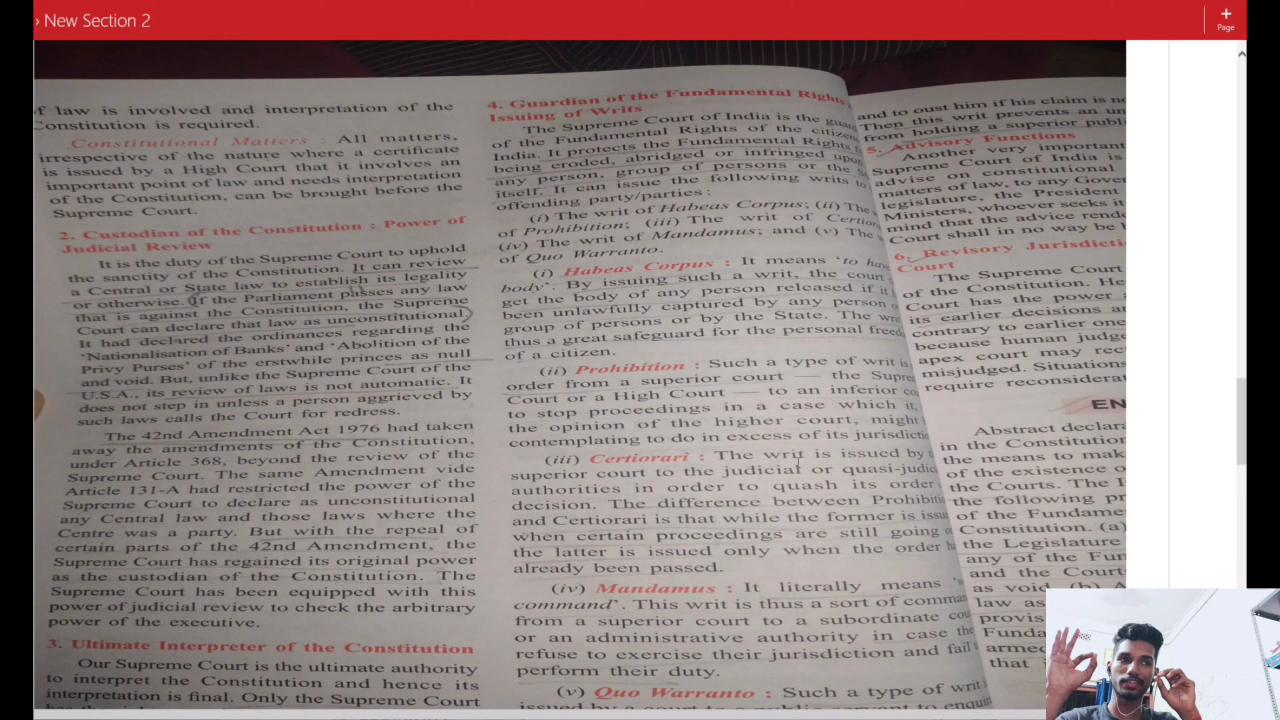 › New Section 2
+
Page
of law is involved and interpretation of the
Constitution is required.
Constitutional Matters All matters,
irrespective of the nature where a certificate
is issued by a High Court that it involves an
important point of law and needs interpretation
of the Constitution, can be brought before the
Supreme Court.
2. Custodian of the Constitution : Power of
Judicial Review
It is the duty of the Supreme Court to uphold
the sanctity of the Constitution. It can review
a Central or State law to establish its legality
or otherwise. If the Parliament passes any law
that is against the Constitution, the Supreme
Court can declare that law as unconstitutional.
It had declared the ordinances regarding the
'Nationalisation of Banks' and 'Abolition of the
Privy Purses' of the erstwhile princes as null
and void. But, unlike the Supreme Court of the
U.S.A., its review of laws is not automatic. It
does not step in unless a person aggrieved by
such laws calls the Court for redress.
The 42nd Amendment Act 1976 had taken
away the amendments of the Constitution,
under Article 368, beyond the review of the
Supreme Court. The same Amendment vide
Article 131-A had restricted the power of the
Supreme Court to declare as unconstitutional
any Central law and those laws where the
Centre was a party. But with the repeal of
certain parts of the 42nd Amendment, the
Supreme Court has regained its original power
as the custodian of the Constitution. The
Supreme Court has been equipped with this
power of judicial review to check the arbitrary
power of the executive.
3. Ultimate Interpreter of the Constitution
Our Supreme Court is the ultimate authority
to interpret the Constitution and hence its
interpretation is final. Only the Supreme Court
4. Guardian of the Fundamental Rights
Issuing of Writs
The Supreme Court of India is the
of the Fundamental Rights of the citizens
India. It protects the Fundamental Rights
being eroded, abridged or infringed upon
any person, group of persons or the
itself. It can issue the following writs to
offending party/parties :
(i) The writ of Habeas Corpus; (ii) The
of Prohibition; (iii) The writ of
(iv) The writ of Mandamus; and (v) The
of Quo Warranto.
(i) Habeas Corpus : It means 'to have
body'. By issuing such a writ, the court
get the body of any person released if it
been unlawfully captured by any person
group of persons or by the State. The
thus a great safeguard for the personal
of a citizen.
(ii) Prohibition : Such a type of writ is
order from a superior court — the
Court or a High Court — to an inferior
to stop proceedings in a case which it,
the opinion of the higher court, might
contemplating to do in excess of its
(iii) Certiorari : The writ is issued by
superior court to the judicial or
authorities in order to quash its order
decision. The difference between
and Certiorari is that while the former is
when certain proceedings are still going
the latter is issued only when the order
already been passed.
(iv) Mandamus : It literally means
command'. This writ is thus a sort of
from a superior court to a subordinate
or an administrative authority in case the
refuse to exercise their jurisdiction and fail
perform their duty.
(v) Quo Warranto : Such a type of writ
issued by a court to a public servant to
and to oust him if his claim is
Then this writ prevents an
from holding a superior
5. Advisory Functions
Another very important
Supreme Court of India is
advise on constitutional
matters of law, to any
legislature, the President
Ministers, whoever seeks it
mind that the advice
Court shall in no way be
6. Revisory
Court
The Supreme Court
of the Constitution.
Court has the power
its earlier decisions
contrary to earlier
because human
apex court may
misjudged.
require
Abstract
in the Constitution
the means to
of the existence
the Courts. The
the following
of the
Constitution. (a)
the Legislature
any of the
and the
as void. (b)
law as
that